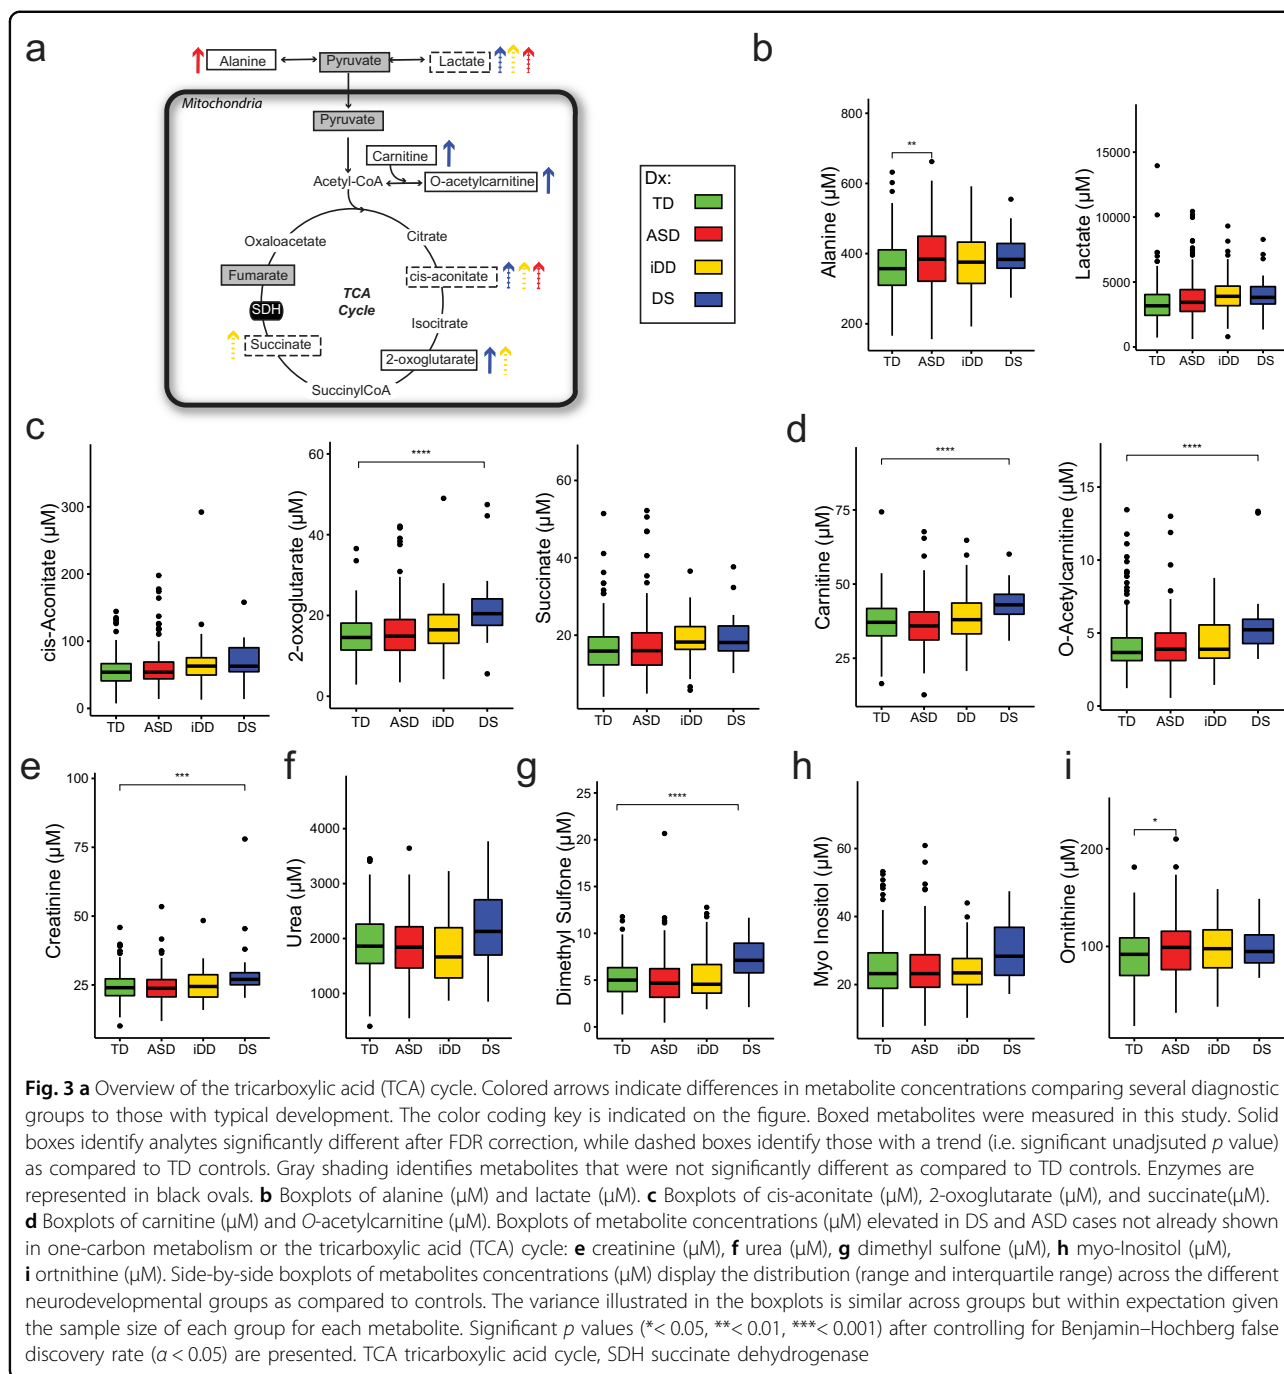 a
Alanine
Pyruvate
Lactate
Mitochondria
Pyruvate
Carnitine
Acetyl-CoA
O-acetylcarnitine
Oxaloacetate
Citrate
Fumarate
cis-aconitate
SDH
TCA
Cycle
Isocitrate
Succinate
2-oxoglutarate
SuccinylCoA
Dx:
TD
ASD
iDD
DS
b
Alanine (µM)
800
600
400
200
**
TD ASD iDD DS
Lactate (µM)
15000
10000
5000
0
TD ASD iDD DS
c
cis-Aconitate (µM)
300
200
100
0
TD ASD iDD DS
2-oxoglutarate (µM)
60
40
20
0
****
TD ASD iDD DS
Succinate (µM)
60
40
20
TD ASD iDD DS
d
Carnitine (µM)
75
50
25
****
TD ASD DD DS
O-Acetylcarnitine (µM)
15
10
5
0
****
TD ASD iDD DS
e
Creatinine (µM)
100
75
50
25
***
TD ASD iDD DS
f
Urea (µM)
4000
3000
2000
1000
TD ASD iDD DS
g
Dimethyl Sulfone (µM)
25
20
15
10
5
0
****
TD ASD iDD DS
h
Myo Inositol (µM)
60
40
20
TD ASD iDD DS
i
Ornithine (µM)
200
100
*
TD ASD iDD DS
Fig. 3 a Overview of the tricarboxylic acid (TCA) cycle. Colored arrows indicate differences in metabolite concentrations comparing several diagnostic
groups to those with typical development. The color coding key is indicated on the figure. Boxed metabolites were measured in this study. Solid
boxes identify analytes significantly different after FDR correction, while dashed boxes identify those with a trend (i.e. significant unadjsuted p value)
as compared to TD controls. Gray shading identifies metabolites that were not significantly different as compared to TD controls. Enzymes are
represented in black ovals. b Boxplots of alanine (µM) and lactate (µM). c Boxplots of cis-aconitate (µM), 2-oxoglutarate (µM), and succinate(µM).
d Boxplots of carnitine (µM) and O-acetylcarnitine (µM). Boxplots of metabolite concentrations (µM) elevated in DS and ASD cases not already shown
in one-carbon metabolism or the tricarboxylic acid (TCA) cycle: e creatinine (µM), f urea (µM), g dimethyl sulfone (µM), h myo-Inositol (µM),
i ortnithine (µM). Side-by-side boxplots of metabolites concentrations (µM) display the distribution (range and interquartile range) across the different
neurodevelopmental groups as compared to controls. The variance illustrated in the boxplots is similar across groups but within expectation given
the sample size of each group for each metabolite. Significant p values (*< 0.05, **< 0.01, ***< 0.001) after controlling for Benjamin–Hochberg false
discovery rate (α < 0.05) are presented. TCA tricarboxylic acid cycle, SDH succinate dehydrogenase